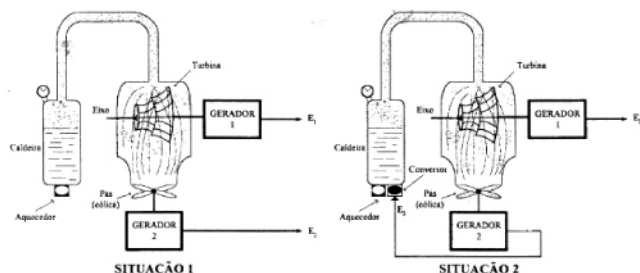 Turbina
Eixo
GERADOR
1
E₁
Caldeira
Pás
(eólica)
Aquecedor
GERADOR
2
E₂
SITUAÇÃO 1
Turbina
Eixo
GERADOR
1
E₁
Caldeira
Conversor
Pás
(eólica)
Aquecedor
E₂
GERADOR
2
SITUAÇÃO 2